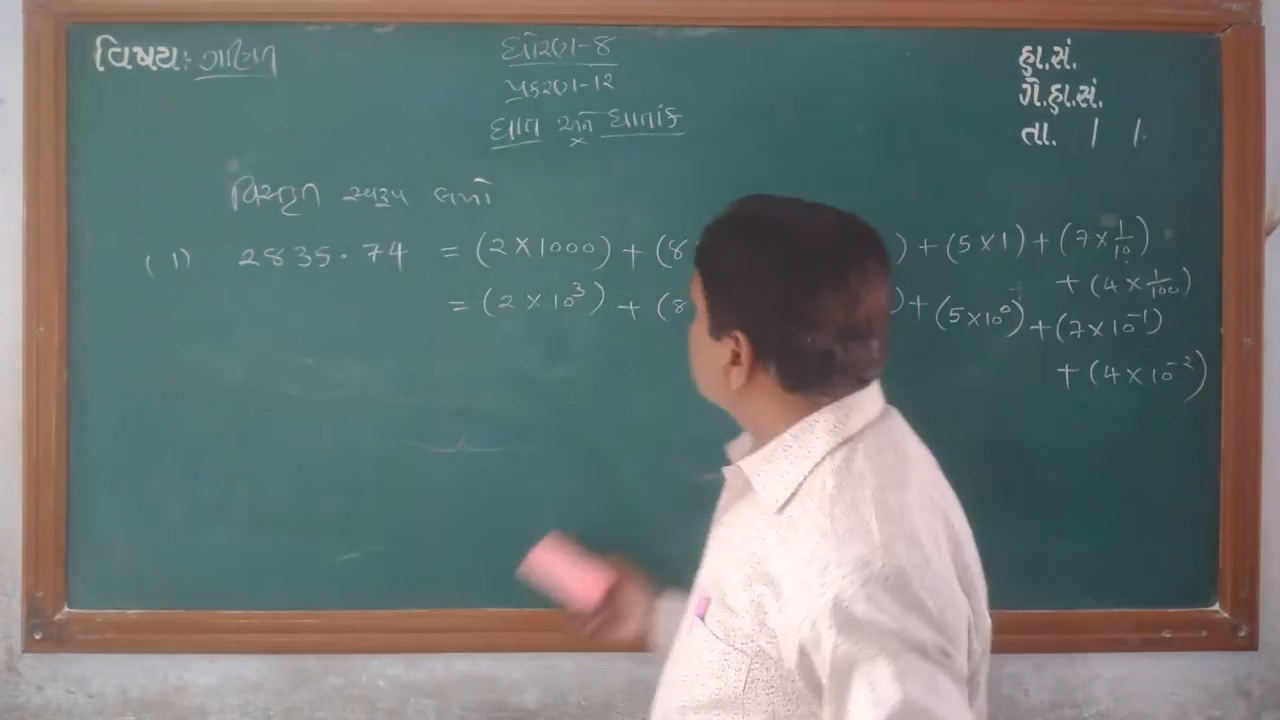 વિષય: ગણિત
ધોરણ-૪
પ્રકરણ-12
ઘાત અને ઘાતાંક
હા.સં.
ગે.હા.સં.
તા. / /
વિસ્તૃત સ્વરૂપ લખો
(1) 2835.74 = (2×1000) + (8 ) + (5×1) + (7×1/10)
+ (4×1/100)
= (2×10³) + (8 ) + (5×10⁰) + (7×10⁻¹)
+ (4×10⁻²)